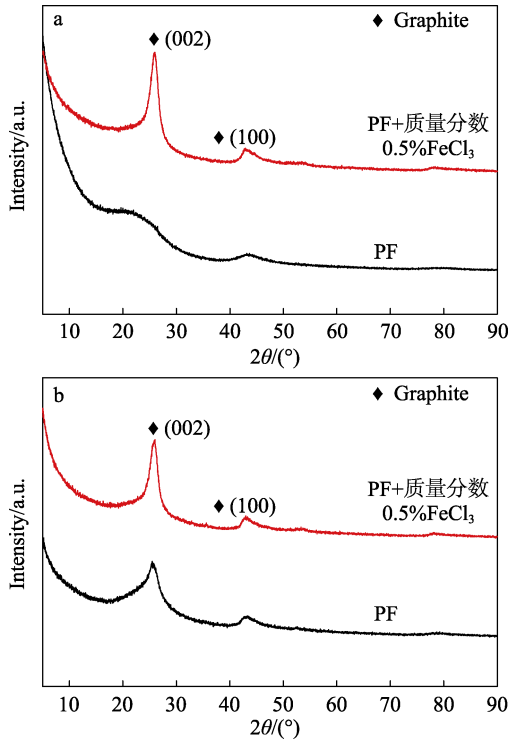 a
♦ Graphite
♦ (002)
♦ (100)
PF+质量分数
0.5%FeCl₃
PF
Intensity/a.u.
10 20 30 40 50 60 70 80 90
2θ/(°)
b
♦ Graphite
♦ (002)
♦ (100)
PF+质量分数
0.5%FeCl₃
PF
Intensity/a.u.
10 20 30 40 50 60 70 80 90
2θ/(°)